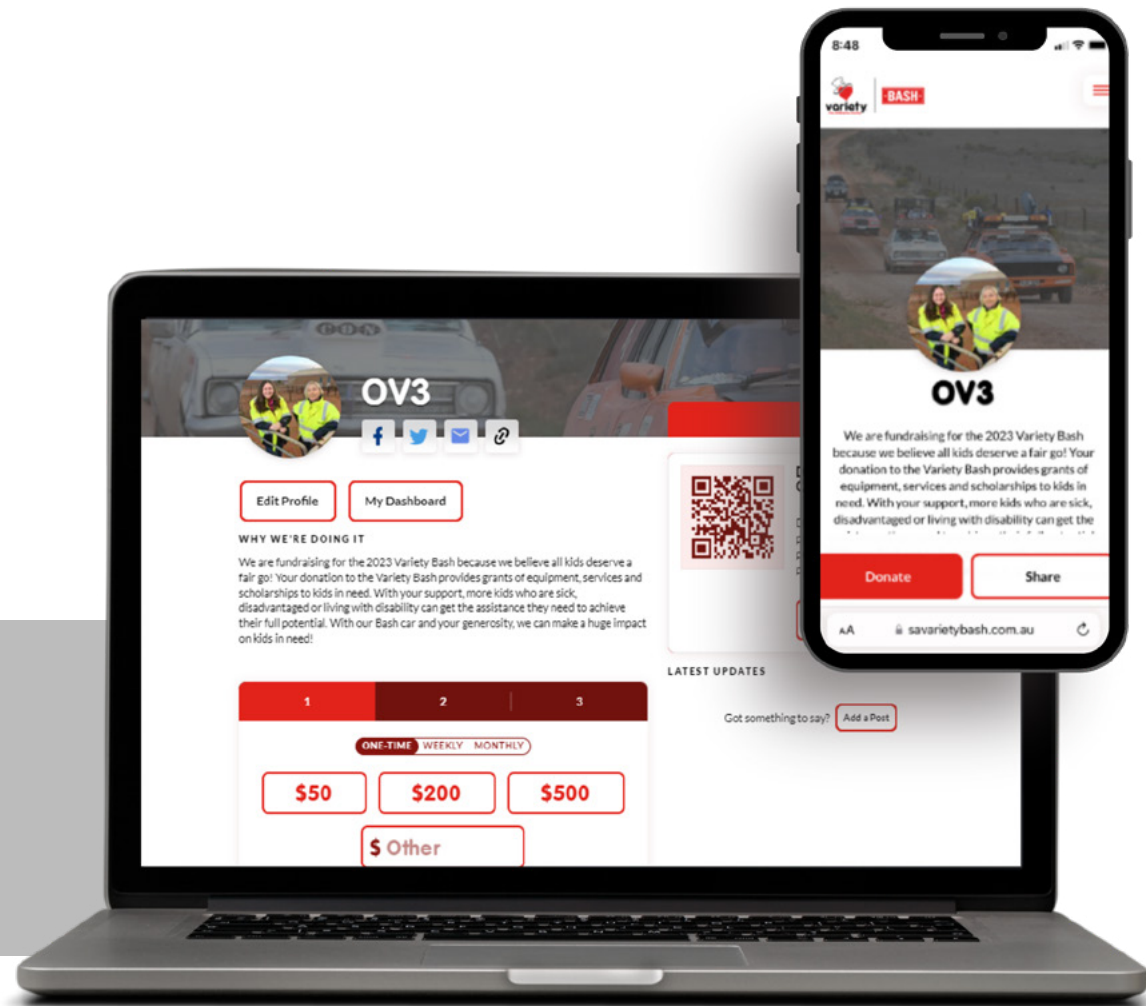 8:48
variety
BASH
OV3
We are fundraising for the 2023 Variety Bash
because we believe all kids deserve a fair go! Your
donation to the Variety Bash provides grants of
equipment, services and scholarships to kids in
need. With your support, more kids who are sick,
disadvantaged or living with disability can get the
Donate
Share
AA
savarietybash.com.au
OV3
Edit Profile
My Dashboard
WHY WE'RE DOING IT
We are fundraising for the 2023 Variety Bash because we believe all kids deserve a
fair go! Your donation to the Variety Bash provides grants of equipment, services and
scholarships to kids in need. With your support, more kids who are sick,
disadvantaged or living with disability can get the assistance they need to achieve
their full potential. With our Bash car and your generosity, we can make a huge impact
on kids in need!
1 2 3
ONE-TIME WEEKLY MONTHLY
$50 $200 $500
$ Other
LATEST UPDATES
Got something to say? Add a Post